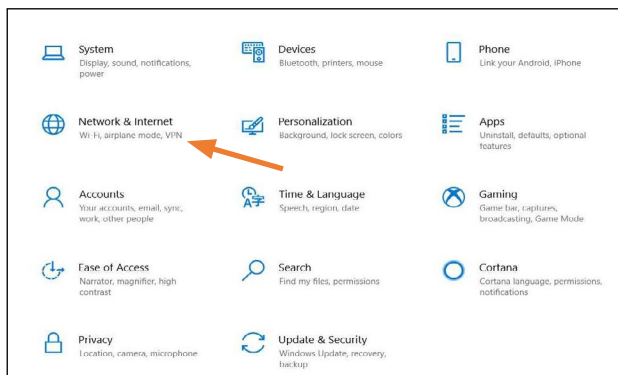 System
Display, sound, notifications,
power
Devices
Bluetooth, printers, mouse
Phone
Link your Android, iPhone
Network & Internet
Wi-Fi, airplane mode, VPN
Personalization
Background, lock screen, colors
Apps
Uninstall, defaults, optional
features
Accounts
Your accounts, email, sync,
work, other people
Time & Language
Speech, region, date
Gaming
Game bar, captures,
broadcasting, Game Mode
Ease of Access
Narrator, magnifier, high
contrast
Search
Find my files, permissions
Cortana
Cortana language, permissions,
notifications
Privacy
Location, camera, microphone
Update & Security
Windows Update, recovery,
backup